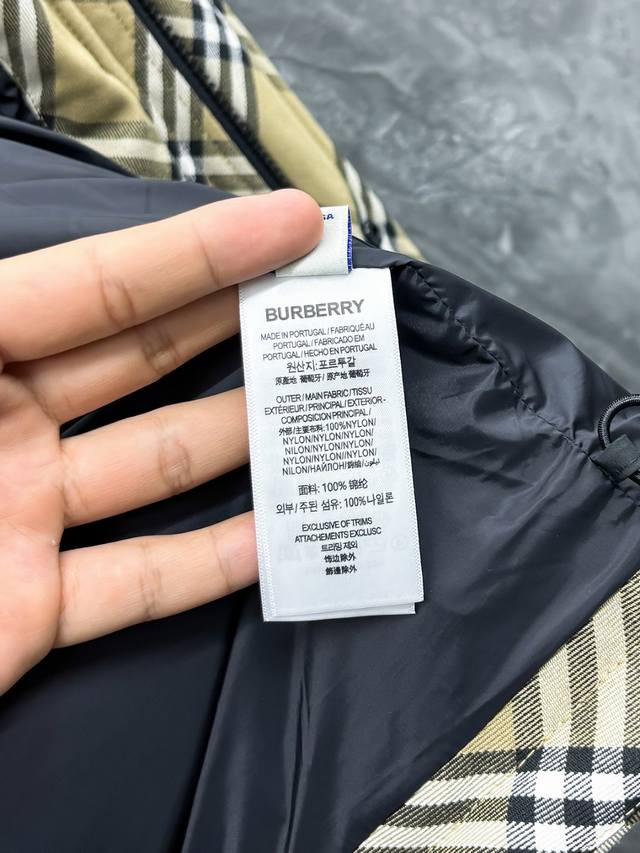 BURBERRY
MADE IN PORTUGAL / FABRIQUÉ AU
PORTUGAL / FABRICADO EM
PORTUGAL / HECHO EN PORTUGAL
원산지: 포르투갈
原產地 葡萄牙 / 原产地 葡萄牙
OUTER / MAIN FABRIC / TISSU
EXTÉRIEUR / PRINCIPAL / EXTERIOR-
COMPOSICIÓN PRINCIPAL /
外部/主要布料:100%NYLON/
NYLON/NYLON/NYLON/
NILON/NYLON/NYLON/
NYLON/NYLON//NYLON/
NILON/НАЙЛОН//錦綸/نايلون
面料: 100% 锦纶
외부 / 주된 섬유: 100%나일론
EXCLUSIVE OF TRIMS
ATTACHEMENTS EXCLUSC
트리밍 제외
饰边除外
飾邊除外